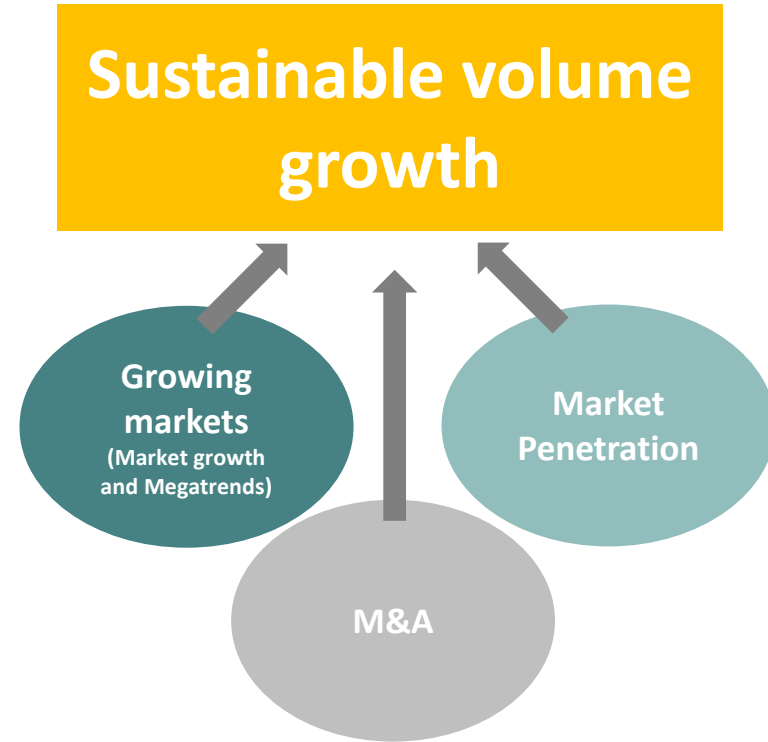 Sustainable volume
growth
Growing
markets
(Market growth
and Megatrends)
Market
Penetration
M&A